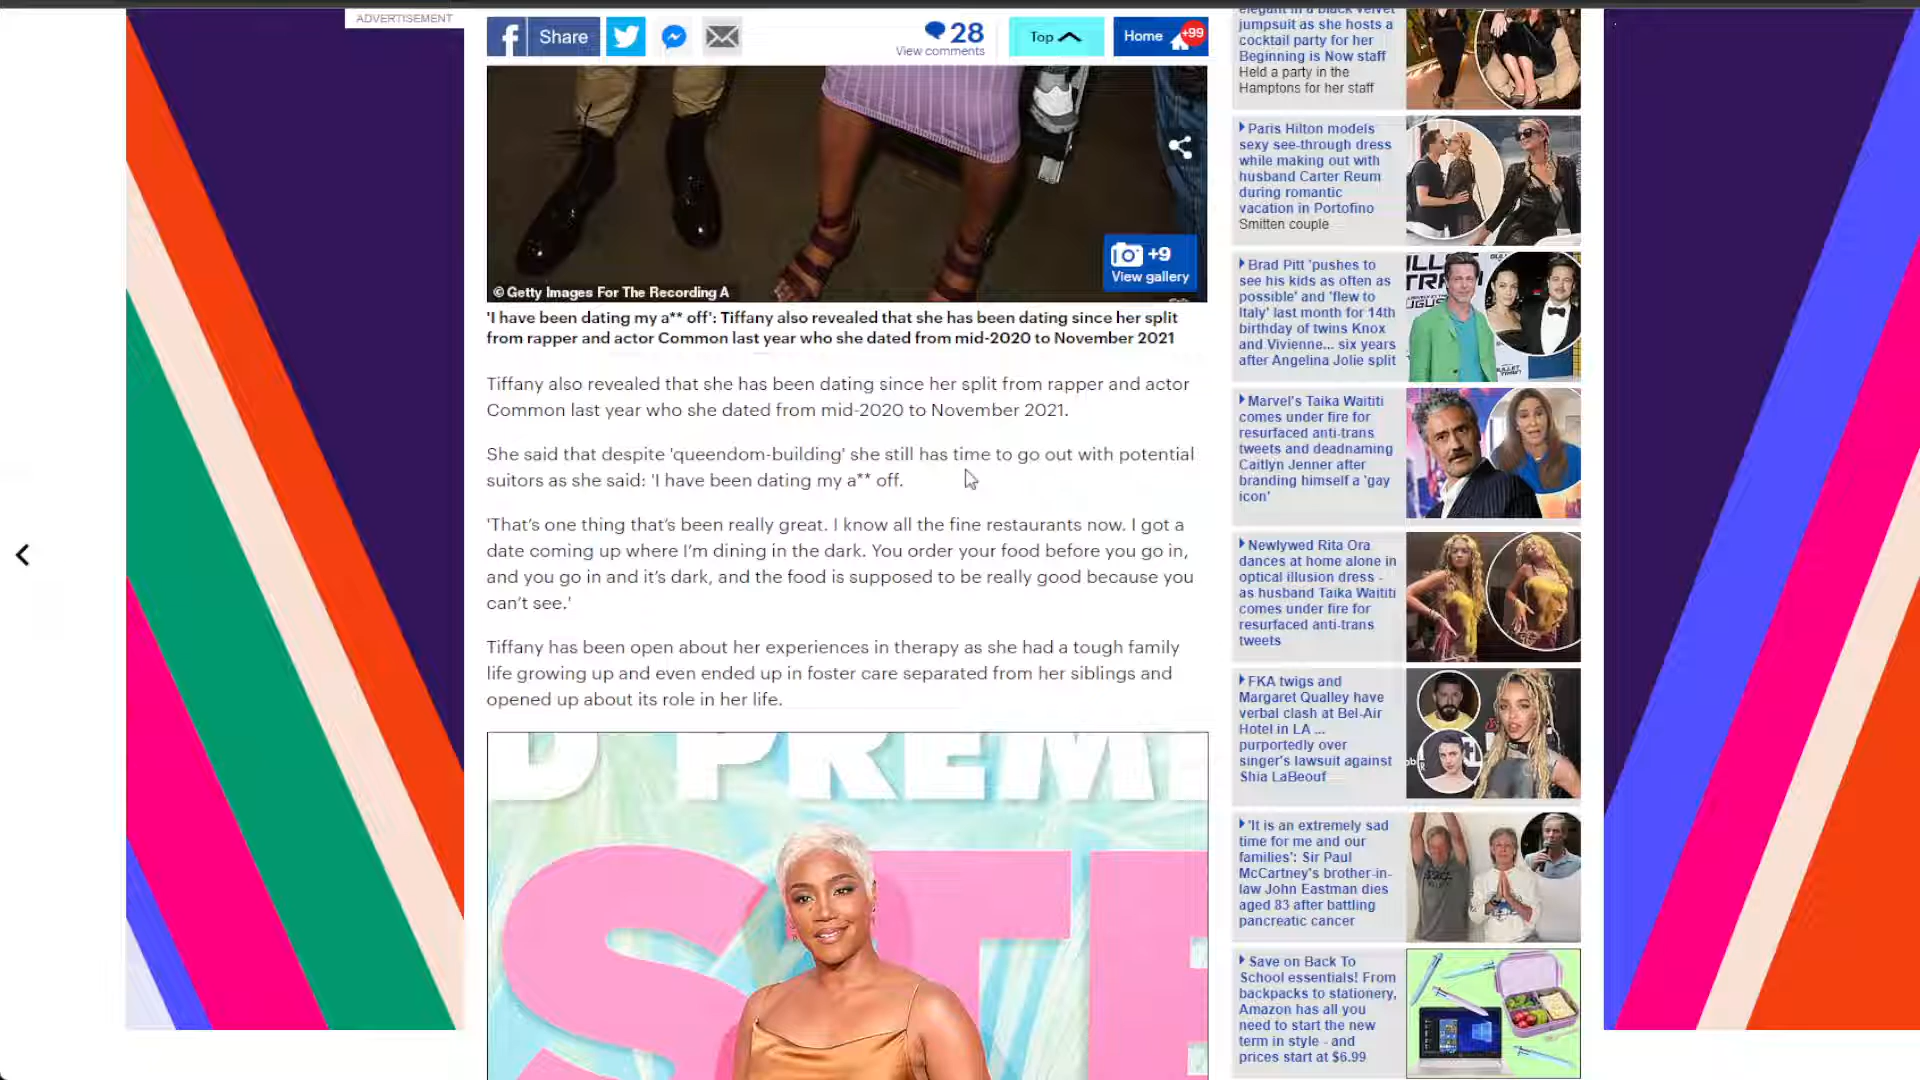 ADVERTISEMENT
Share
28
View comments
Top
Home
+99
+9
View gallery
© Getty Images For The Recording A
'I have been dating my a** off': Tiffany also revealed that she has been dating since her split
from rapper and actor Common last year who she dated from mid-2020 to November 2021
Tiffany also revealed that she has been dating since her split from rapper and actor
Common last year who she dated from mid-2020 to November 2021.
She said that despite 'queendom-building' she still has time to go out with potential
suitors as she said: 'I have been dating my a** off.
'That's one thing that's been really great. I know all the fine restaurants now. I got a
date coming up where I'm dining in the dark. You order your food before you go in,
and you go in and it's dark, and the food is supposed to be really good because you
can't see.'
Tiffany has been open about her experiences in therapy as she had a tough family
life growing up and even ended up in foster care separated from her siblings and
opened up about its role in her life.
D PREM
STE
elegant in a black velvet
jumpsuit as she hosts a
cocktail party for her
Beginning is Now staff
Held a party in the
Hamptons for her staff
Paris Hilton models
sexy see-through dress
while making out with
husband Carter Reum
during romantic
vacation in Portofino
Smitten couple
Brad Pitt 'pushes to
see his kids as often as
possible' and 'flew to
Italy' last month for 14th
birthday of twins Knox
and Vivienne... six years
after Angelina Jolie split
Marvel's Taika Waititi
comes under fire for
resurfaced anti-trans
tweets and deadnaming
Caitlyn Jenner after
branding himself a 'gay
icon'
Newlywed Rita Ora
dances at home alone in
optical illusion dress -
as husband Taika Waititi
comes under fire for
resurfaced anti-trans
tweets
FKA twigs and
Margaret Qualley have
verbal clash at Bel-Air
Hotel in LA ...
purportedly over
singer's lawsuit against
Shia LaBeouf
'It is an extremely sad
time for me and our
families': Sir Paul
McCartney's brother-in-
law John Eastman dies
aged 83 after battling
pancreatic cancer
Save on Back To
School essentials! From
backpacks to stationery,
Amazon has all you
need to start the new
term in style - and
prices start at $6.99